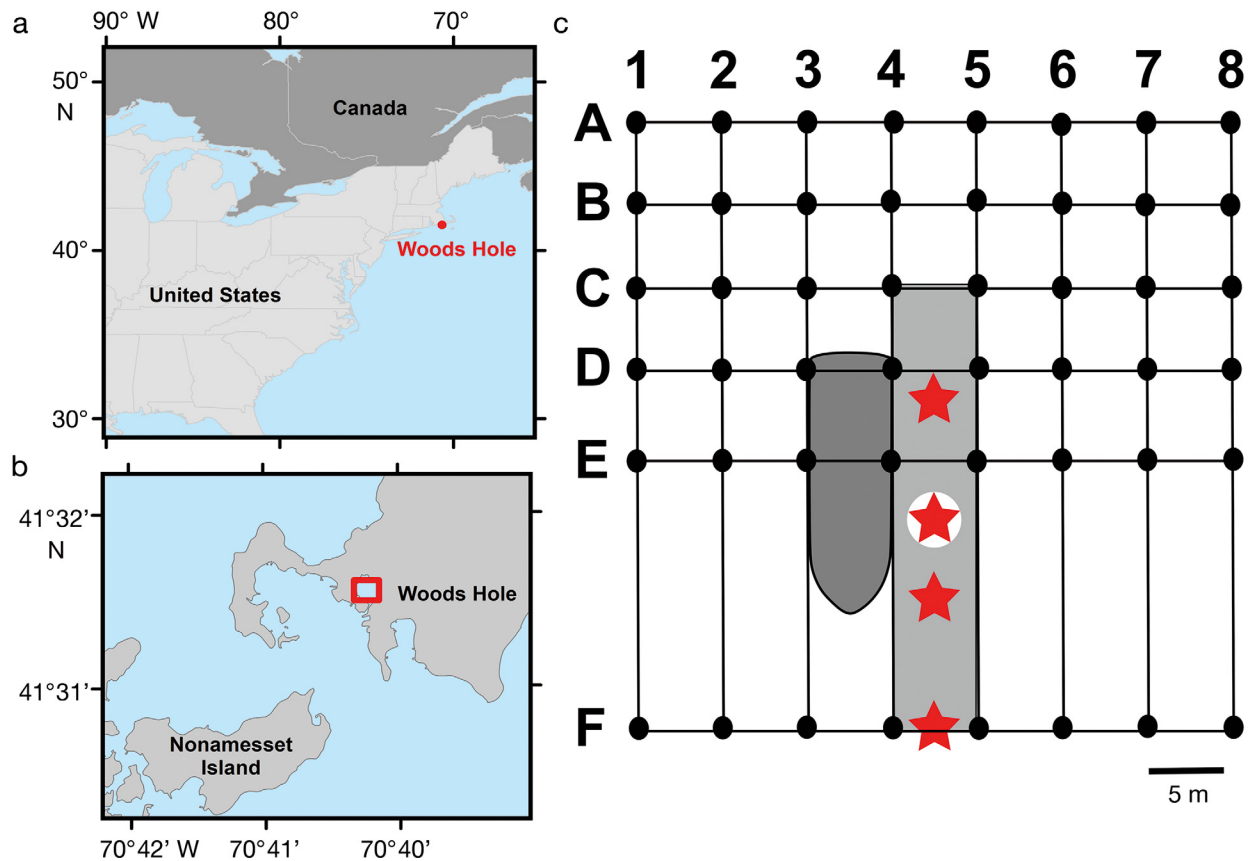 a
90° W 80° 70°
50°
N
40°
30°
Canada
Woods Hole
United States
b
41°32'
N
41°31'
Woods Hole
Nonamesset
Island
70°42' W 70°41' 70°40'
c
1 2 3 4 5 6 7 8
A
B
C
D
E
F
5 m